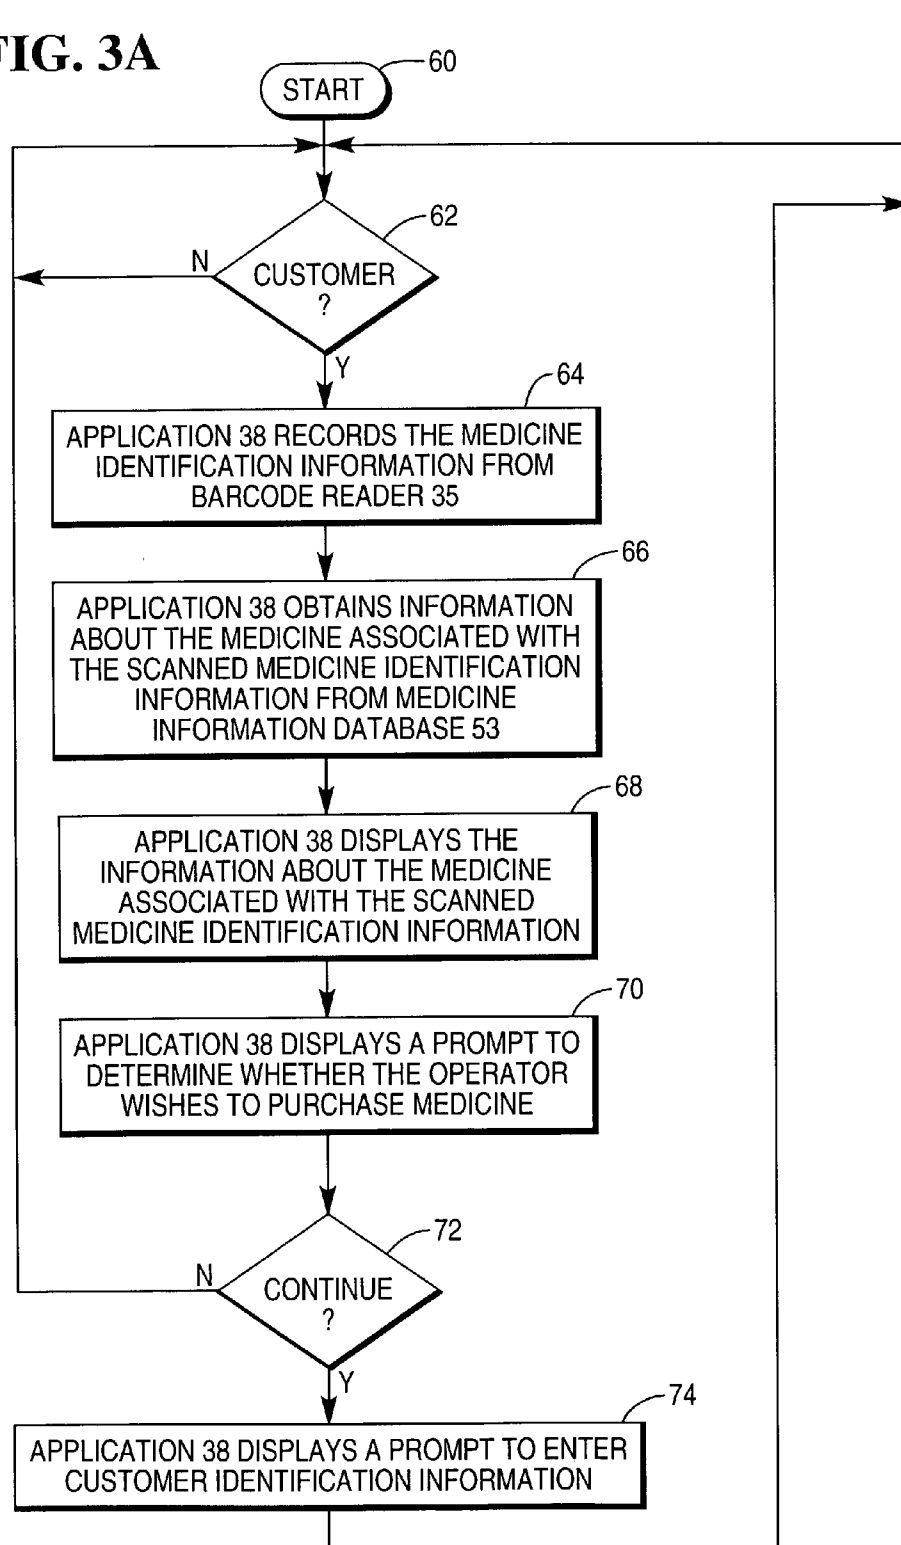 FIG. 3A
60
START
62
N
CUSTOMER
?
Y
64
APPLICATION 38 RECORDS THE MEDICINE
IDENTIFICATION INFORMATION FROM
BARCODE READER 35
66
APPLICATION 38 OBTAINS INFORMATION
ABOUT THE MEDICINE ASSOCIATED WITH
THE SCANNED MEDICINE IDENTIFICATION
INFORMATION FROM MEDICINE
INFORMATION DATABASE 53
68
APPLICATION 38 DISPLAYS THE
INFORMATION ABOUT THE MEDICINE
ASSOCIATED WITH THE SCANNED
MEDICINE IDENTIFICATION INFORMATION
70
APPLICATION 38 DISPLAYS A PROMPT TO
DETERMINE WHETHER THE OPERATOR
WISHES TO PURCHASE MEDICINE
72
N
CONTINUE
?
Y
74
APPLICATION 38 DISPLAYS A PROMPT TO ENTER
CUSTOMER IDENTIFICATION INFORMATION